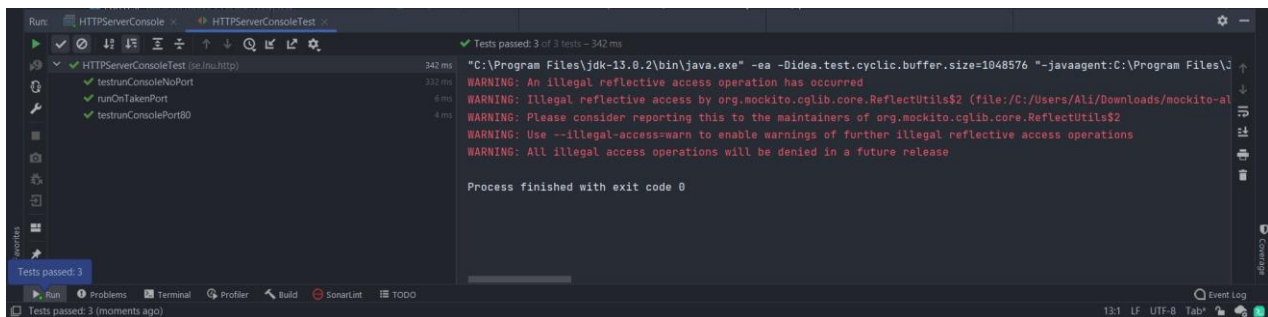 Run: HTTPServerConsole × HTTPServerConsoleTest ×
Tests passed: 3 of 3 tests – 342 ms
HTTPServerConsoleTest (se.lnu.http) 342 ms
testrunConsoleNoPort 332 ms
runOnTakenPort 6 ms
testrunConsolePort80 4 ms
"C:\Program Files\jdk-13.0.2\bin\java.exe" -ea -Didea.test.cyclic.buffer.size=1048576 "-javaagent:C:\Program Files\J
WARNING: An illegal reflective access operation has occurred
WARNING: Illegal reflective access by org.mockito.cglib.core.ReflectUtils$2 (file:/C:/Users/Ali/Downloads/mockito-al
WARNING: Please consider reporting this to the maintainers of org.mockito.cglib.core.ReflectUtils$2
WARNING: Use --illegal-access=warn to enable warnings of further illegal reflective access operations
WARNING: All illegal access operations will be denied in a future release
Process finished with exit code 0
Favorites
Coverage
Tests passed: 3
Run Problems Terminal Profiler Build SonarLint TODO Event Log
Tests passed: 3 (moments ago) 13:1 LF UTF-8 Tab*